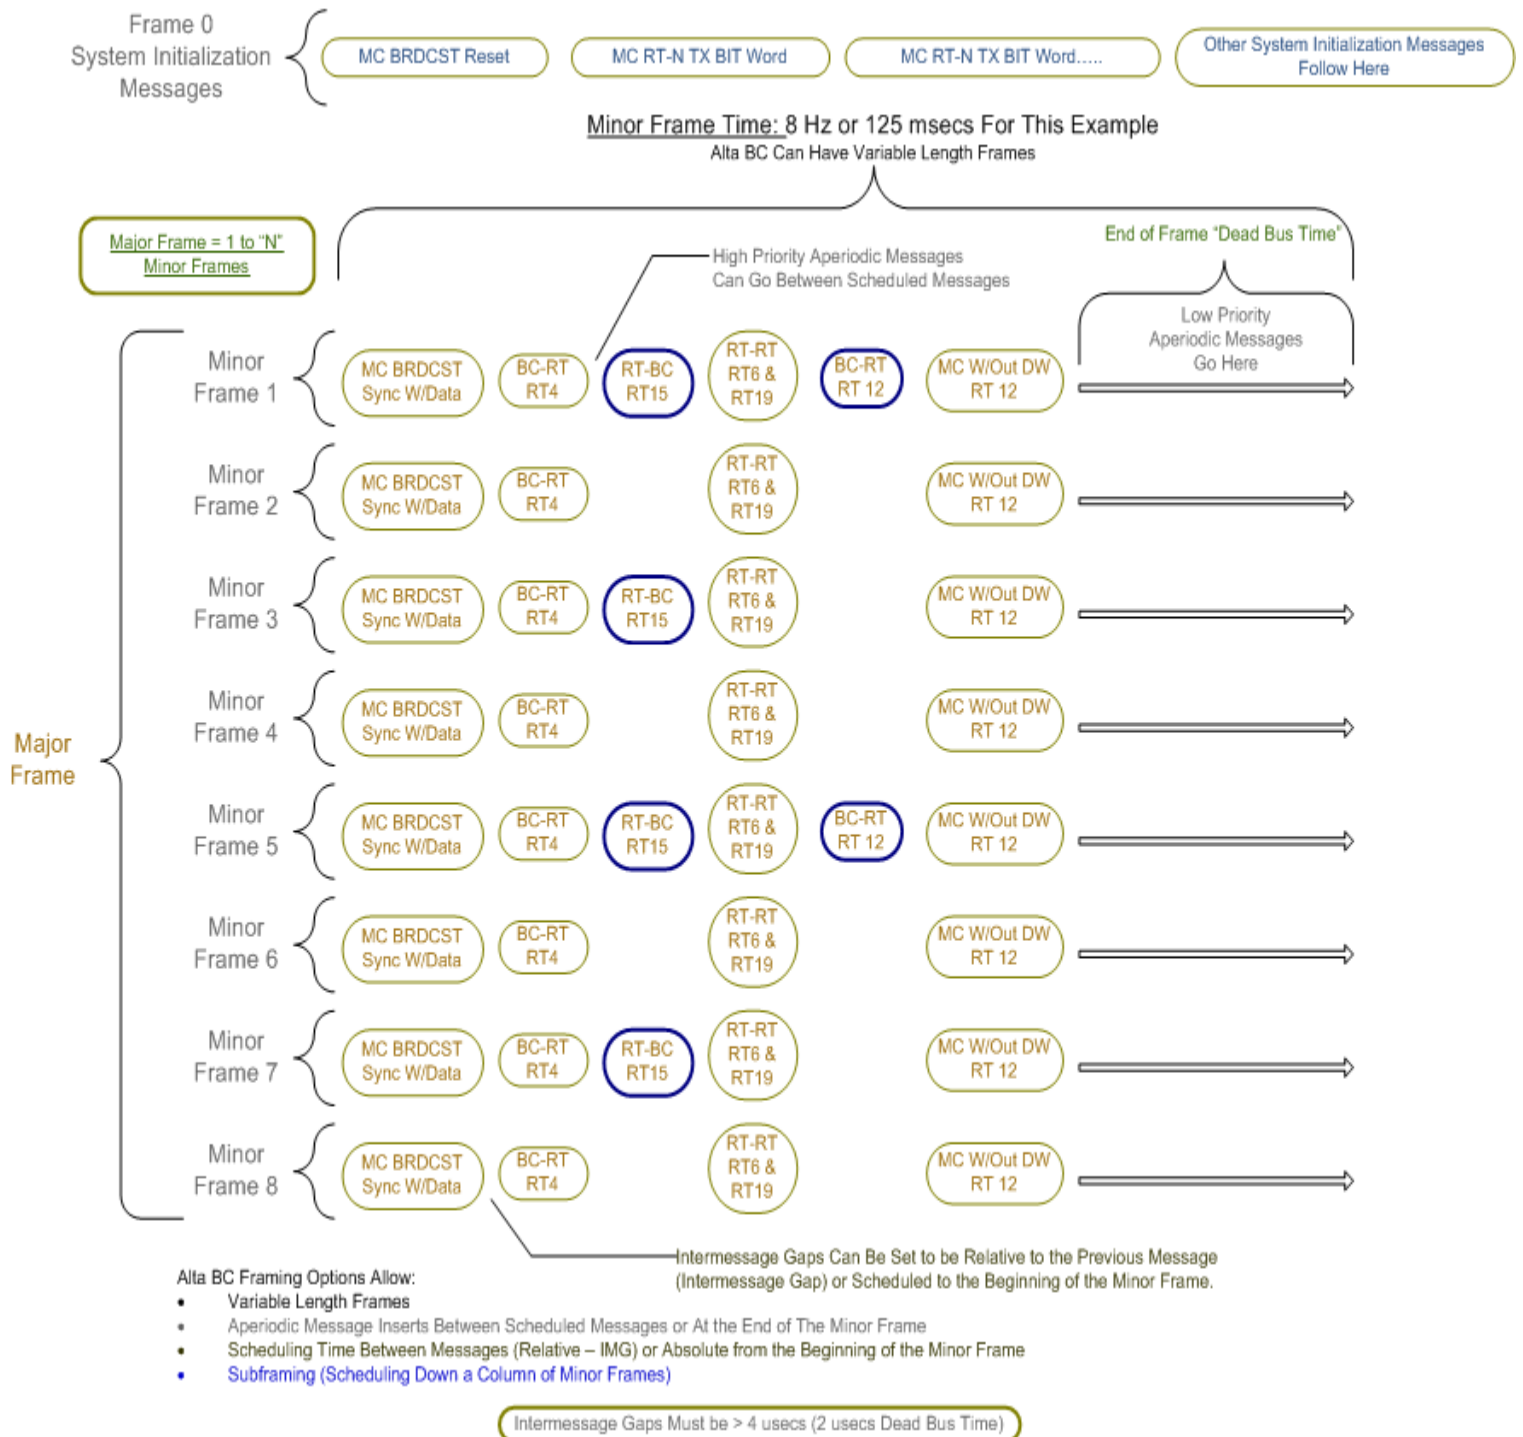 Frame 0
System Initialization
Messages
MC BRDCST Reset
MC RT-N TX BIT Word
MC RT-N TX BIT Word.....
Other System Initialization Messages
Follow Here
Minor Frame Time: 8 Hz or 125 msecs For This Example
Alta BC Can Have Variable Length Frames
Major Frame = 1 to “N”
Minor Frames
High Priority Aperiodic Messages
Can Go Between Scheduled Messages
End of Frame “Dead Bus Time”
Low Priority
Aperiodic Messages
Go Here
Major
Frame
Minor
Frame 1
MC BRDCST
Sync W/Data
BC-RT
RT4
RT-BC
RT15
RT-RT
RT6 &
RT19
BC-RT
RT 12
MC W/Out DW
RT 12
Minor
Frame 2
MC BRDCST
Sync W/Data
BC-RT
RT4
RT-RT
RT6 &
RT19
MC W/Out DW
RT 12
Minor
Frame 3
MC BRDCST
Sync W/Data
BC-RT
RT4
RT-BC
RT15
RT-RT
RT6 &
RT19
MC W/Out DW
RT 12
Minor
Frame 4
MC BRDCST
Sync W/Data
BC-RT
RT4
RT-RT
RT6 &
RT19
MC W/Out DW
RT 12
Minor
Frame 5
MC BRDCST
Sync W/Data
BC-RT
RT4
RT-BC
RT15
RT-RT
RT6 &
RT19
BC-RT
RT 12
MC W/Out DW
RT 12
Minor
Frame 6
MC BRDCST
Sync W/Data
BC-RT
RT4
RT-RT
RT6 &
RT19
MC W/Out DW
RT 12
Minor
Frame 7
MC BRDCST
Sync W/Data
BC-RT
RT4
RT-BC
RT15
RT-RT
RT6 &
RT19
MC W/Out DW
RT 12
Minor
Frame 8
MC BRDCST
Sync W/Data
BC-RT
RT4
RT-RT
RT6 &
RT19
MC W/Out DW
RT 12
Intermessage Gaps Can Be Set to be Relative to the Previous Message
(Intermessage Gap) or Scheduled to the Beginning of the Minor Frame.
Alta BC Framing Options Allow:
• Variable Length Frames
• Aperiodic Message Inserts Between Scheduled Messages or At the End of The Minor Frame
• Scheduling Time Between Messages (Relative – IMG) or Absolute from the Beginning of the Minor Frame
• Subframing (Scheduling Down a Column of Minor Frames)
Intermessage Gaps Must be > 4 usecs (2 usecs Dead Bus Time)